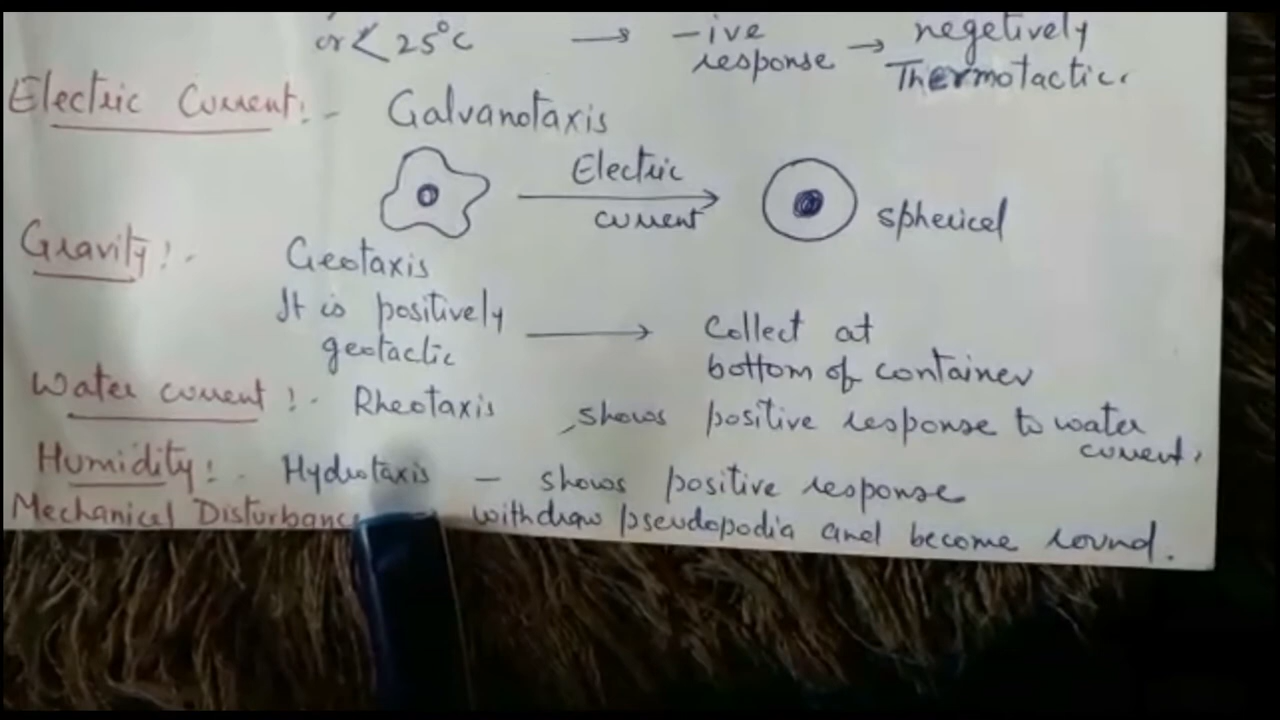 or < 25°C → -ive response → negetively Thermotactic.
Electric Current:- Galvanotaxis
Electric current
spherical
Gravity:- Geotaxis
It is positively geotactic → Collect at bottom of container
Water current:- Rheotaxis, shows positive response to water current.
Humidity:- Hydrotaxis - shows positive response
Mechanical Disturbance withdraw pseudopodia and become round.